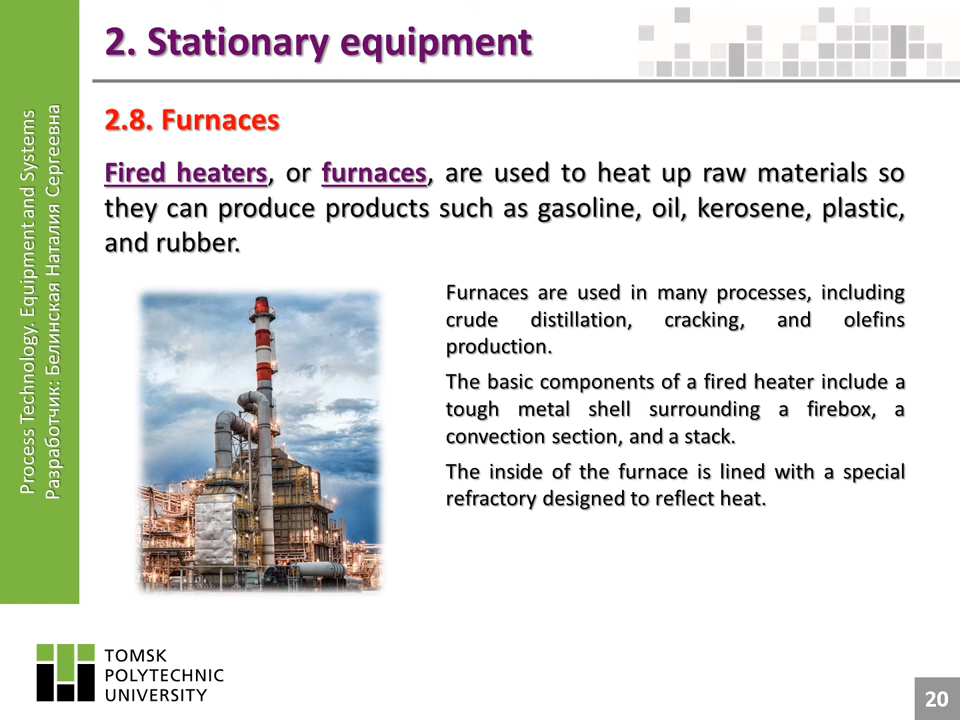 2. Stationary equipment
2.8. Furnaces
Fired heaters, or furnaces, are used to heat up raw materials so
they can produce products such as gasoline, oil, kerosene, plastic,
and rubber.
Furnaces are used in many processes, including
crude distillation, cracking, and olefins
production.
The basic components of a fired heater include a
tough metal shell surrounding a firebox, a
convection section, and a stack.
The inside of the furnace is lined with a special
refractory designed to reflect heat.
Process Technology. Equipment and Systems
Разработчик: Белинская Наталия Сергеевна
TOMSK
POLYTECHNIC
UNIVERSITY
20